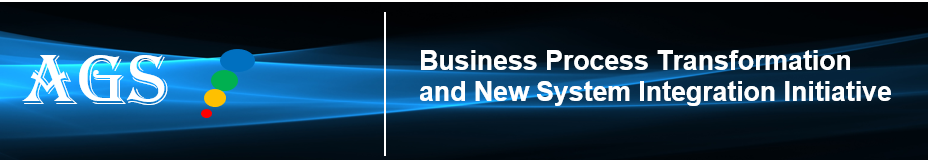 AGS
Business Process Transformation
and New System Integration Initiative